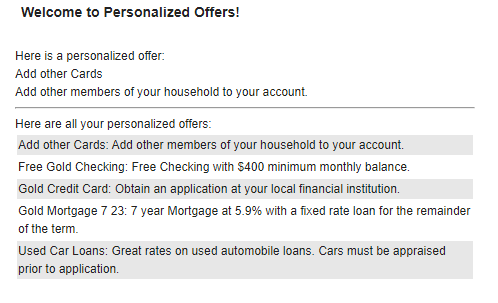 Welcome to Personalized Offers!
Here is a personalized offer:
Add other Cards
Add other members of your household to your account.
Here are all your personalized offers:
Add other Cards: Add other members of your household to your account.
Free Gold Checking: Free Checking with $400 minimum monthly balance.
Gold Credit Card: Obtain an application at your local financial institution.
Gold Mortgage 7 23: 7 year Mortgage at 5.9% with a fixed rate loan for the remainder
of the term.
Used Car Loans: Great rates on used automobile loans. Cars must be appraised
prior to application.